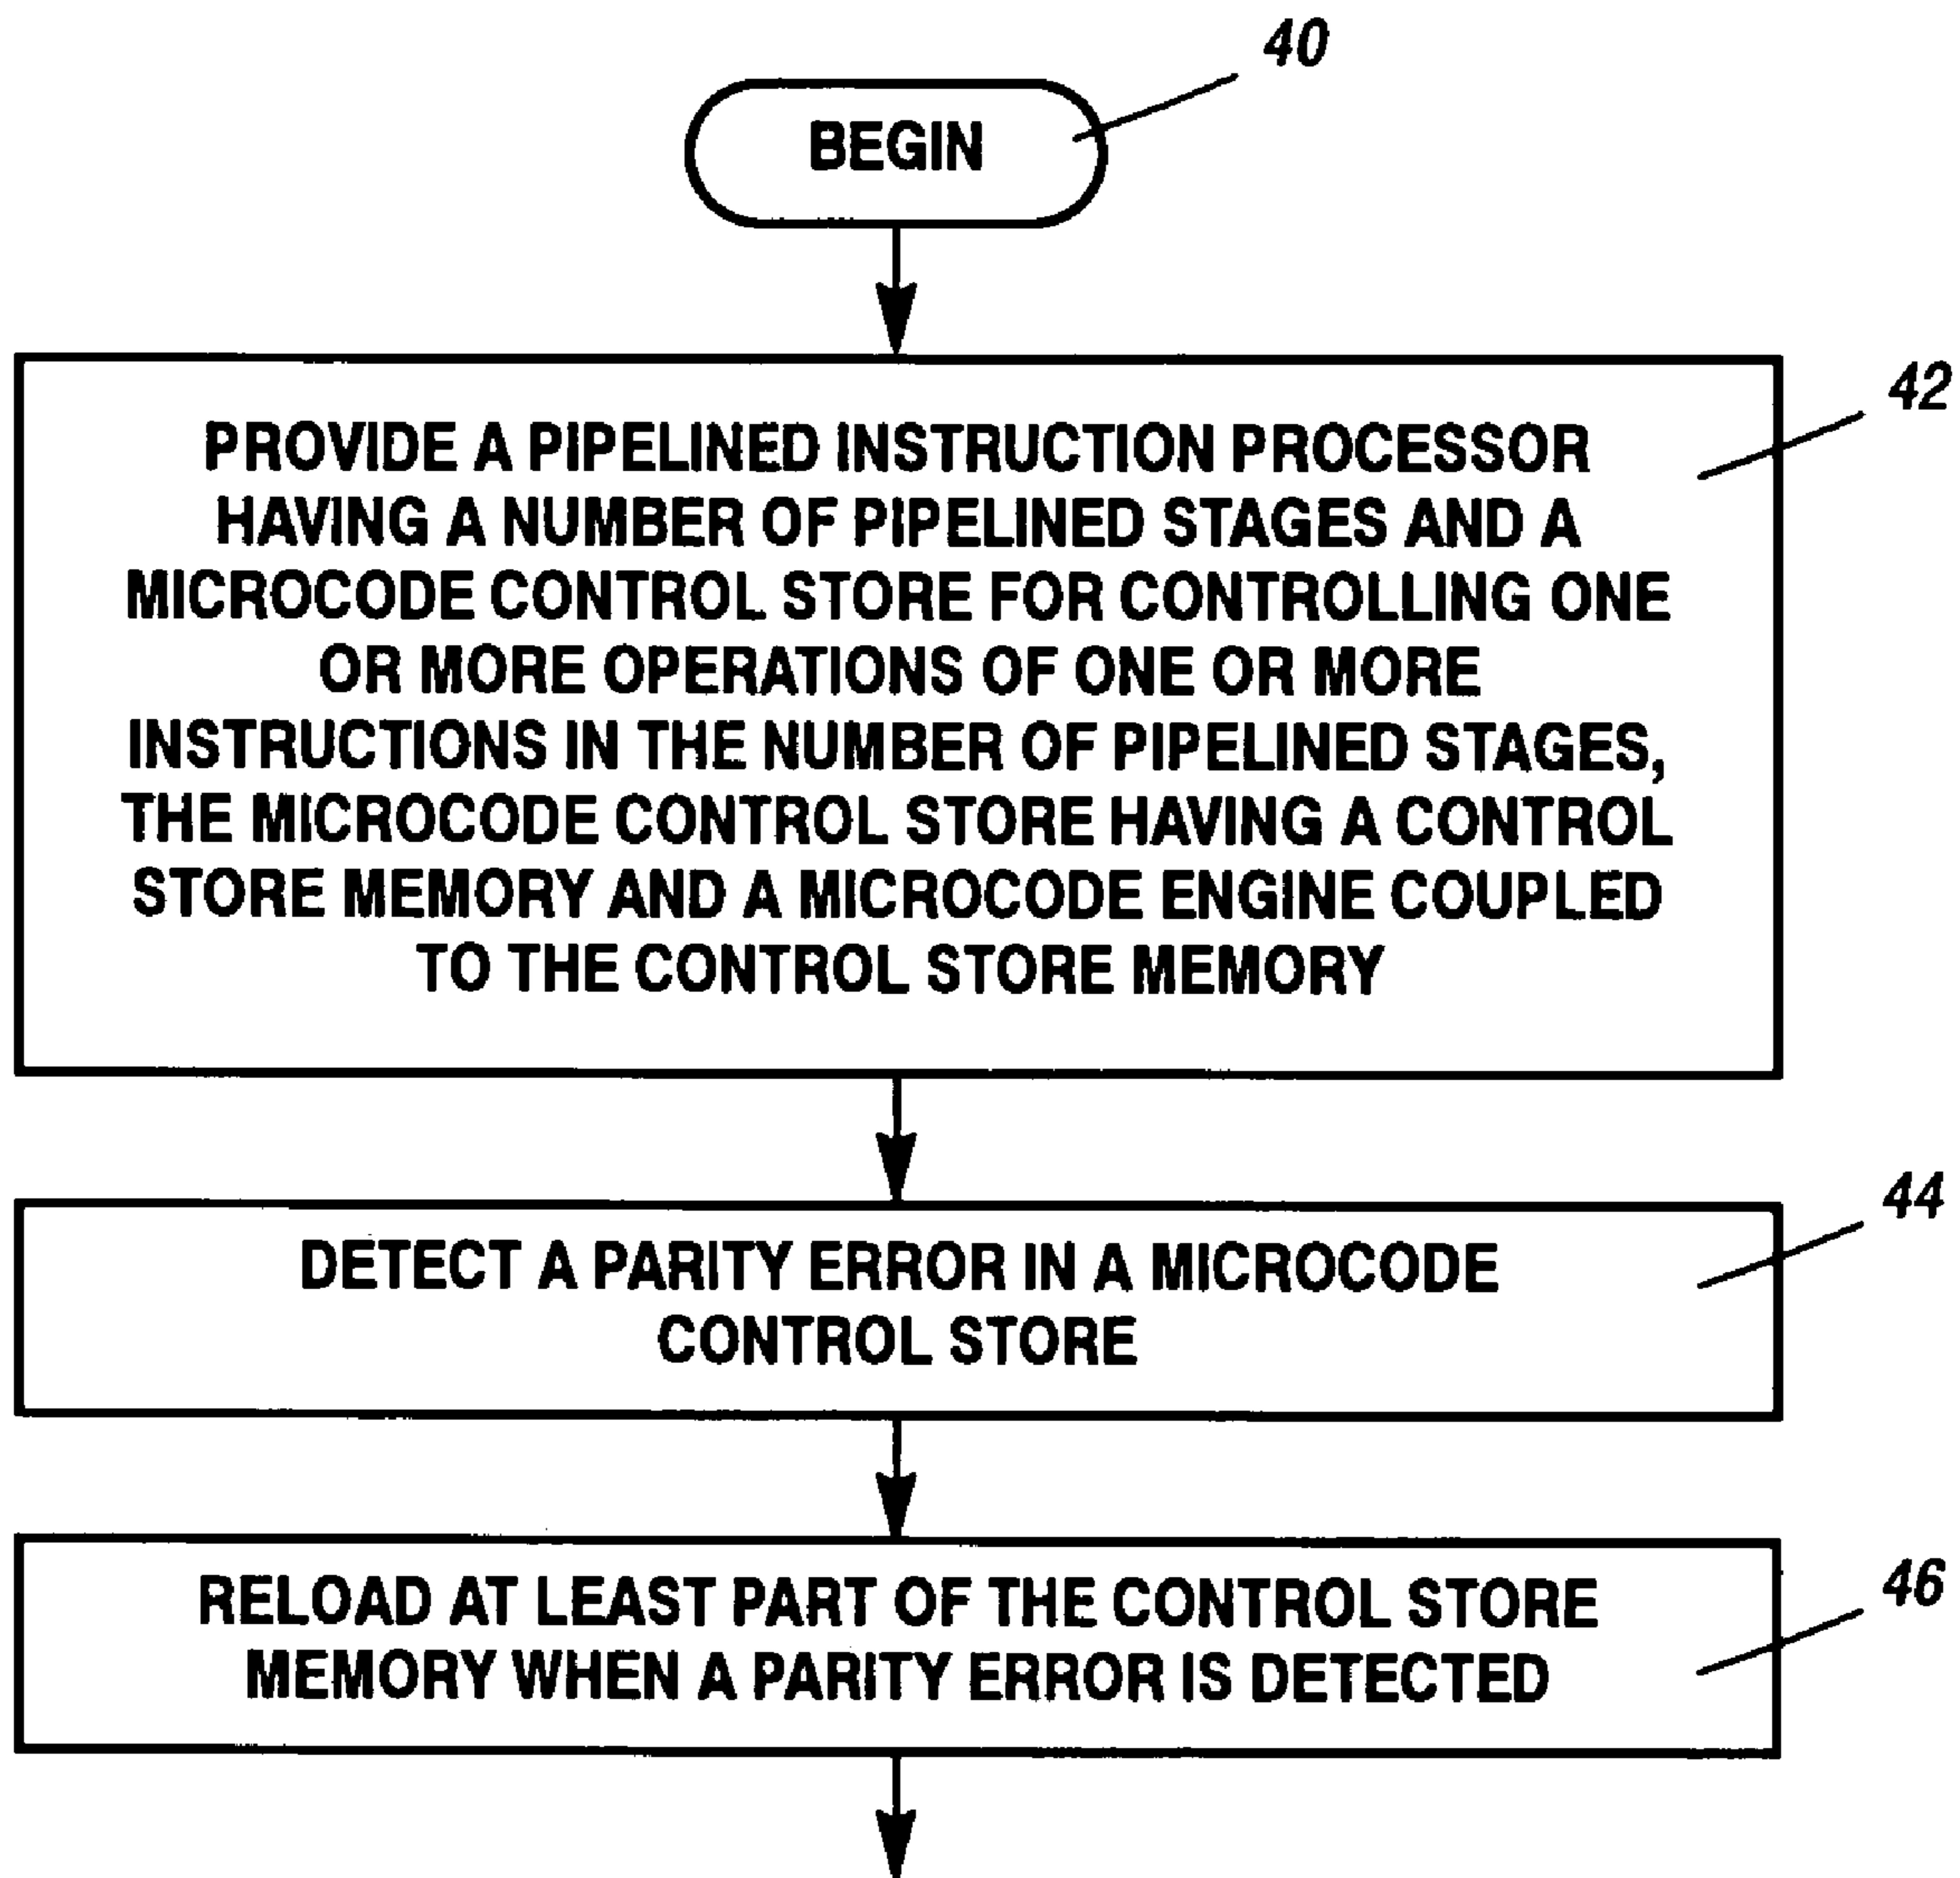 40
BEGIN
42
PROVIDE A PIPELINED INSTRUCTION PROCESSOR
HAVING A NUMBER OF PIPELINED STAGES AND A
MICROCODE CONTROL STORE FOR CONTROLLING ONE
OR MORE OPERATIONS OF ONE OR MORE
INSTRUCTIONS IN THE NUMBER OF PIPELINED STAGES,
THE MICROCODE CONTROL STORE HAVING A CONTROL
STORE MEMORY AND A MICROCODE ENGINE COUPLED
TO THE CONTROL STORE MEMORY
44
DETECT A PARITY ERROR IN A MICROCODE
CONTROL STORE
46
RELOAD AT LEAST PART OF THE CONTROL STORE
MEMORY WHEN A PARITY ERROR IS DETECTED